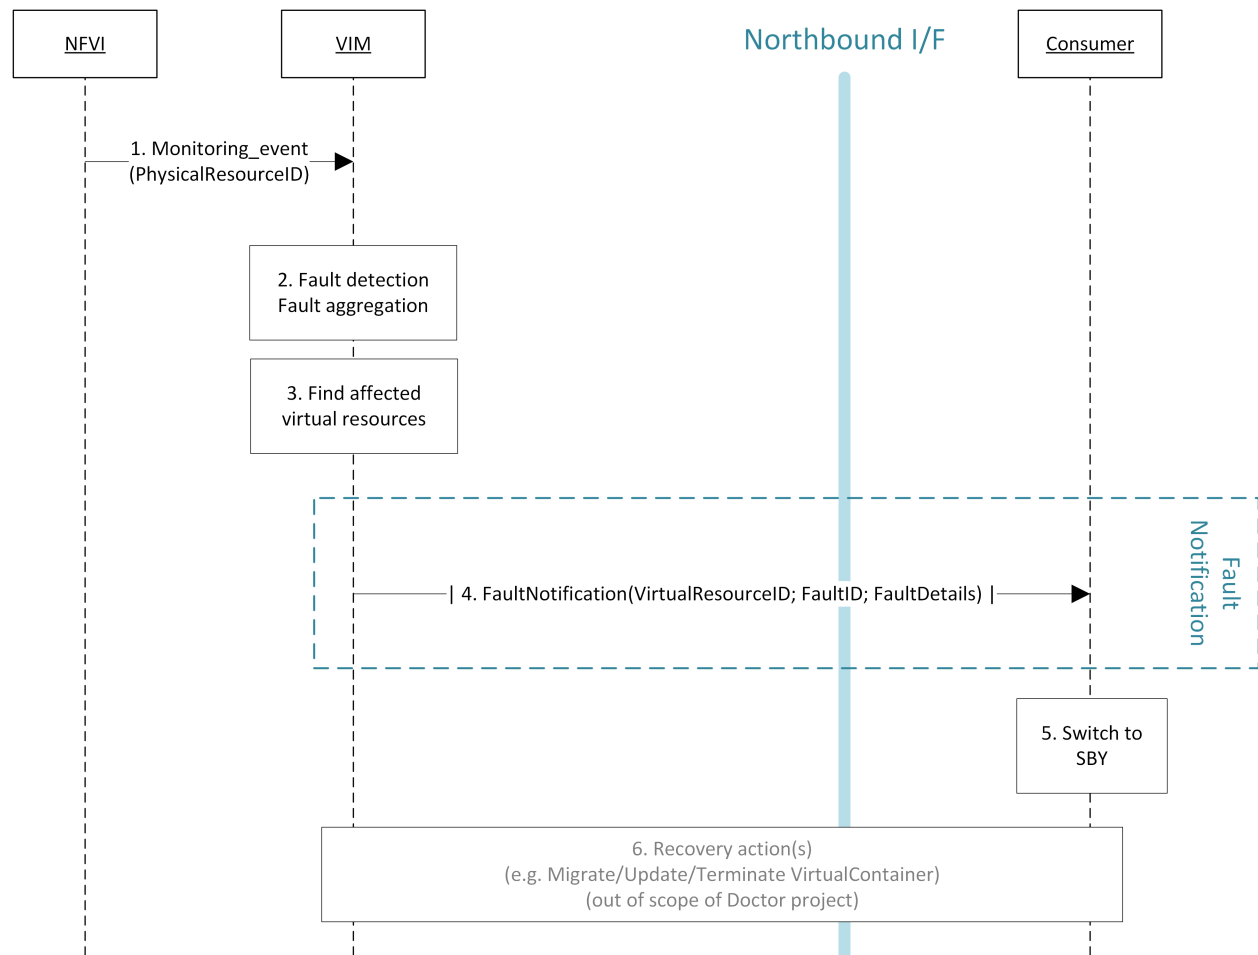 NFVI
VIM
Northbound I/F
Consumer
1. Monitoring_event
(PhysicalResourceID)
2. Fault detection
Fault aggregation
3. Find affected
virtual resources
Fault
Notification
| 4. FaultNotification(VirtualResourceID; FaultID; FaultDetails) |
5. Switch to
SBY
6. Recovery action(s)
(e.g. Migrate/Update/Terminate VirtualContainer)
(out of scope of Doctor project)